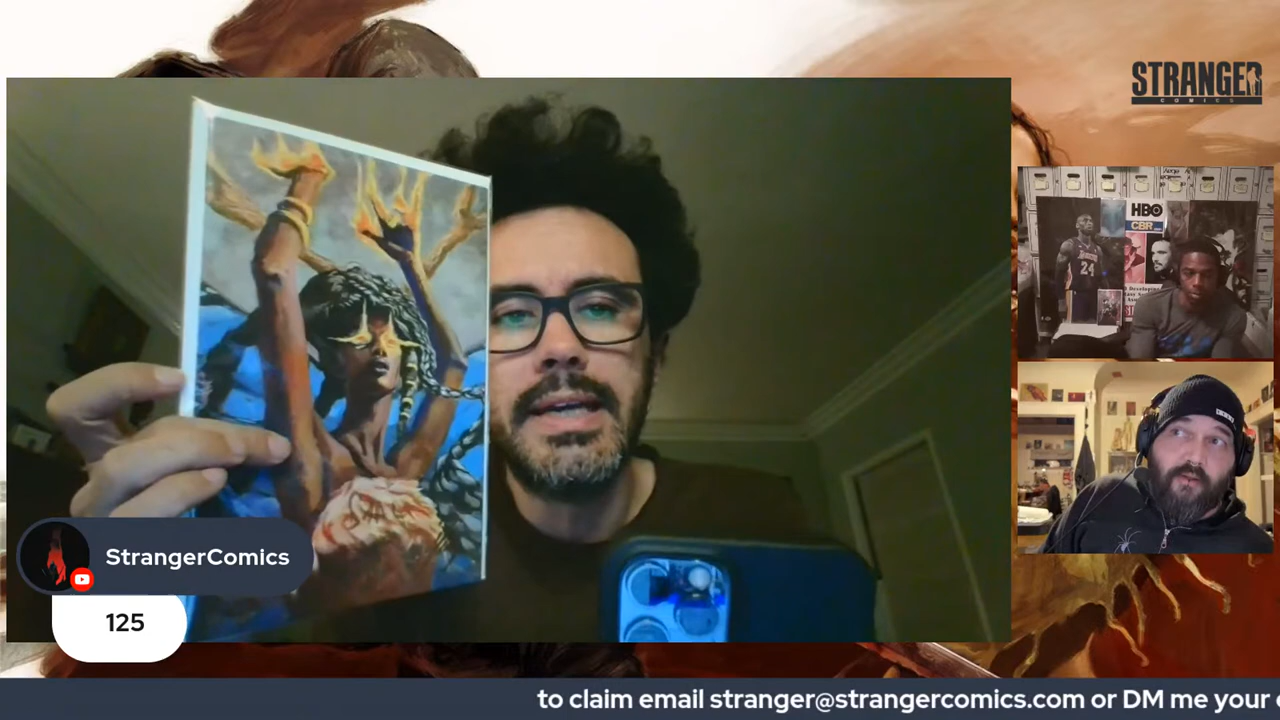 STRANGER
COMICS
HBO
CBR
24
StrangerComics
125
to claim email stranger@strangercomics.com or DM me your